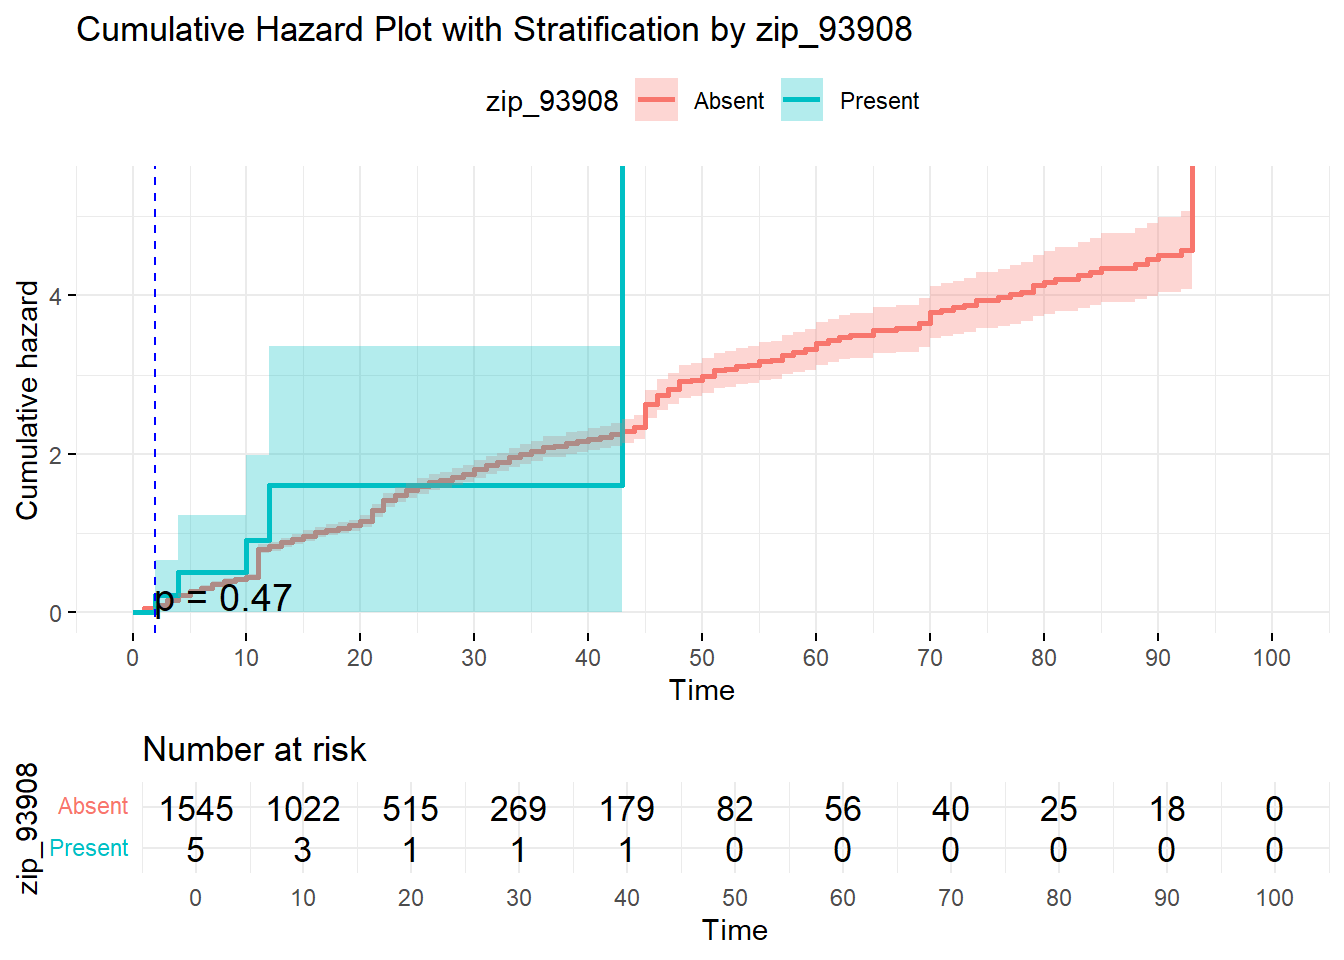 Cumulative Hazard Plot with Stratification by zip_93908
zip_93908 Absent Present
Cumulative hazard
4
2
0
p = 0.47
0 10 20 30 40 50 60 70 80 90 100
Time
Number at risk
zip_93908
Absent 1545 1022 515 269 179 82 56 40 25 18 0
Present 5 3 1 1 1 0 0 0 0 0 0
0 10 20 30 40 50 60 70 80 90 100
Time